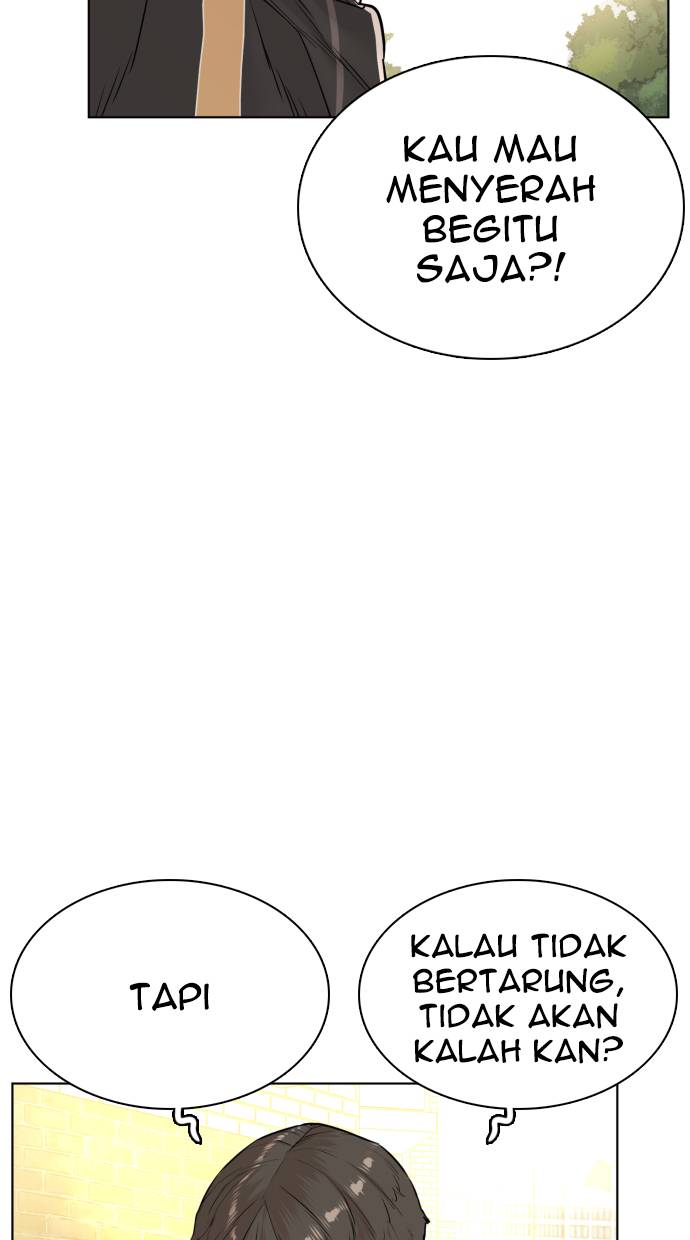 KAU MAU
MENYERAH
BEGITU
SAJA?!
TAPI
KALAU TIDAK
BERTARUNG,
TIDAK AKAN
KALAH KAN?